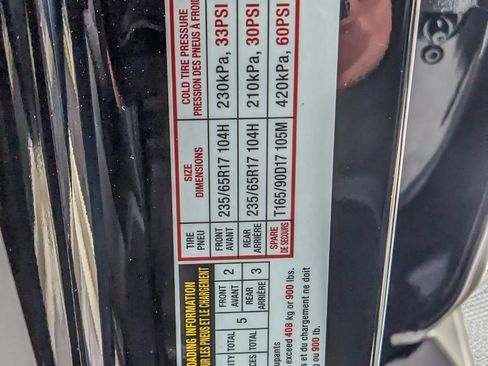 TIRE PNEU SIZE DIMENSIONS COLD TIRE PRESSURE
PRESSION DES PNEUS À FROID
FRONT AVANT 235/65R17 104H 230kPa, 33PSI
REAR ARRIÈRE 235/65R17 104H 210kPa, 30PSI
SPARE DE SECOURS T165/90D17 105M 420kPa, 60PSI
LOADING INFORMATION
SUR LES PNEUS ET LE CHARGEMENT
TOTAL 5 FRONT AVANT 2 REAR ARRIÈRE 3
exceed 408 kg or 900 lbs.
et du chargement ne doit
kg ou 900 lb.